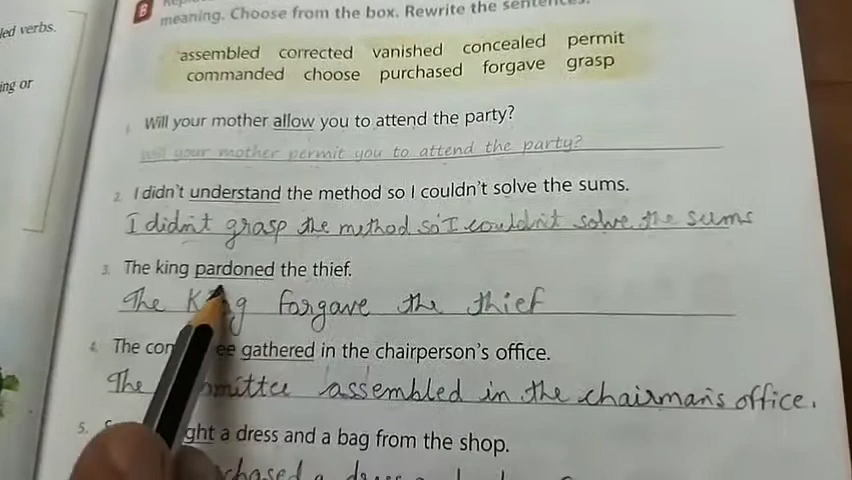 led verbs.
ing or
B
meaning. Choose from the box. Rewrite the sentences.
assembled corrected vanished concealed permit
commanded choose purchased forgave grasp
1. Will your mother allow you to attend the party?
will your mother permit you to attend the party?
2. I didn't understand the method so I couldn't solve the sums.
I didn't grasp the method so I couldn't solve the sums
3. The king pardoned the thief.
The King forgave the thief
4. The gathered in the chairperson's office.
The assembled in the chairman's office.
5. a dress and a bag from the shop.
a dress